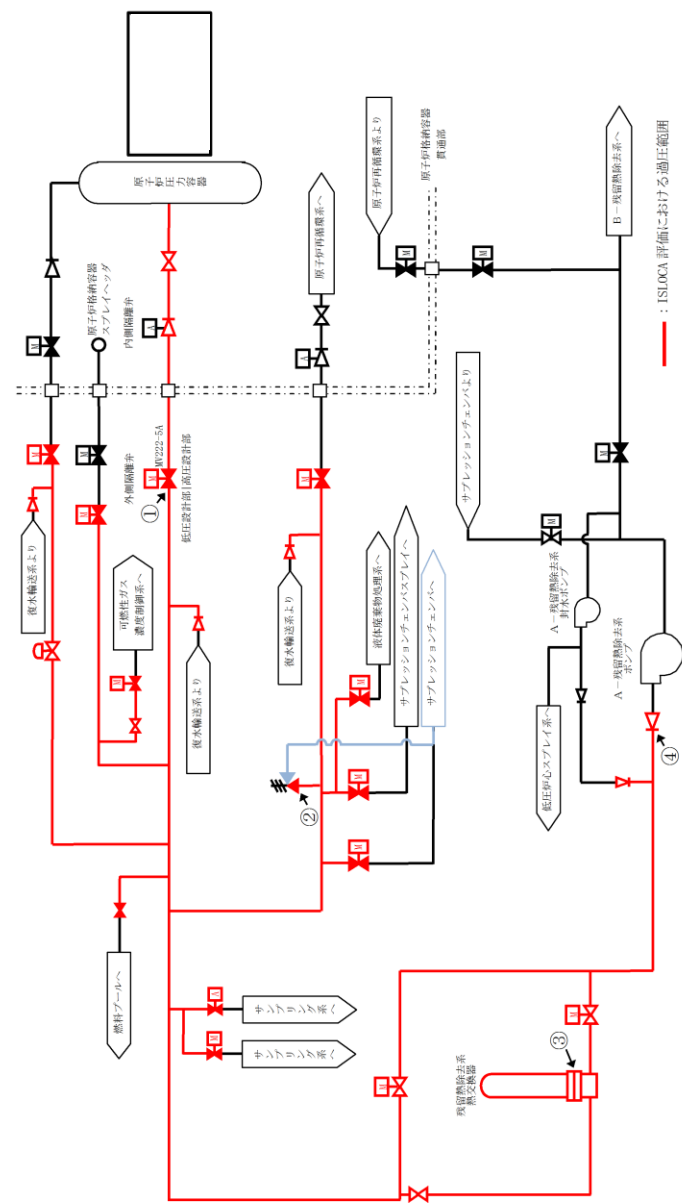 原子炉圧力容器
原子炉格納容器
スプレイヘッダ
内側隔離弁
外側隔離弁
MV222-5A
低圧設計部
高圧設計部
①
復水輸送系より
可燃性ガス
濃度制御系へ
復水輸送系より
燃料プールへ
原子炉再循環系へ
原子炉再循環系より
原子炉格納容器
貫通部
復水輸送系より
②
液体廃棄物処理系へ
サプレッションチェンバスプレイへ
サプレッションチェンバへ
サプレッションチェンバより
B-残留熱除去系へ
: ISLOCA 評価における過圧範囲
A-残留熱除去系
封水ポンプ
A-残留熱除去系
ポンプ
低圧炉心スプレイ系へ
④
サンプリング系へ
サンプリング系へ
残留熱除去系
熱交換器
③
M
M
M
M
M
M
A
M
A
M
M
M
M
M
M
M
M
A
M
M
M